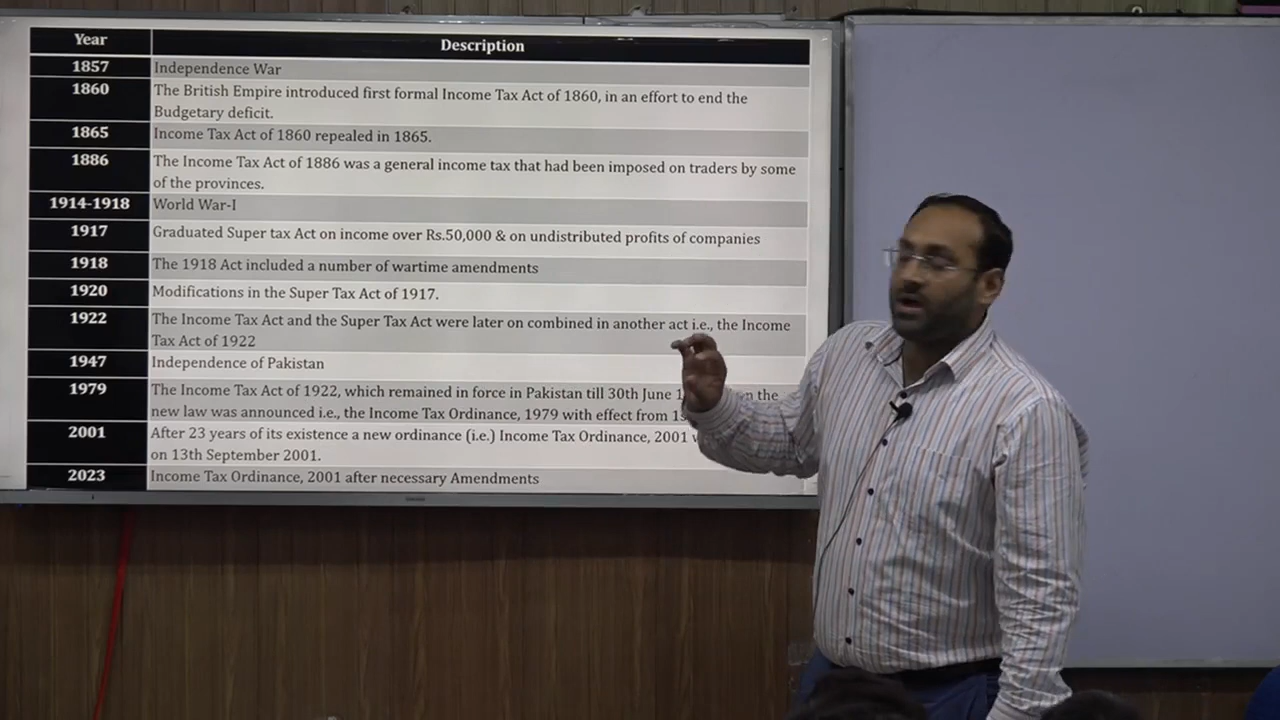 Year Description
1857 Independence War
1860 The British Empire introduced first formal Income Tax Act of 1860, in an effort to end the
Budgetary deficit.
1865 Income Tax Act of 1860 repealed in 1865.
1886 The Income Tax Act of 1886 was a general income tax that had been imposed on traders by some
of the provinces.
1914-1918 World War-I
1917 Graduated Super tax Act on income over Rs.50,000 & on undistributed profits of companies
1918 The 1918 Act included a number of wartime amendments
1920 Modifications in the Super Tax Act of 1917.
1922 The Income Tax Act and the Super Tax Act were later on combined in another act i.e., the Income
Tax Act of 1922
1947 Independence of Pakistan
1979 The Income Tax Act of 1922, which remained in force in Pakistan till 30th June the
new law was announced i.e., the Income Tax Ordinance, 1979 with effect from
2001 After 23 years of its existence a new ordinance (i.e.) Income Tax Ordinance, 2001
on 13th September 2001.
2023 Income Tax Ordinance, 2001 after necessary Amendments